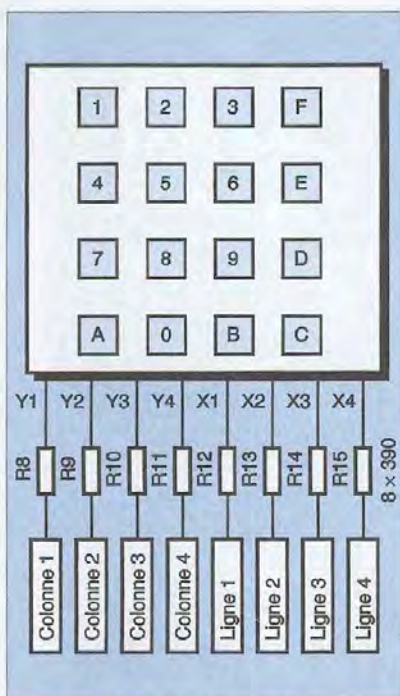 1 2 3 F
4 5 6 E
7 8 9 D
A 0 B C
Y1 Y2 Y3 Y4 X1 X2 X3 X4
R8 R9 R10 R11 R12 R13 R14 R15
8 × 390
Colonne 1
Colonne 2
Colonne 3
Colonne 4
Ligne 1
Ligne 2
Ligne 3
Ligne 4